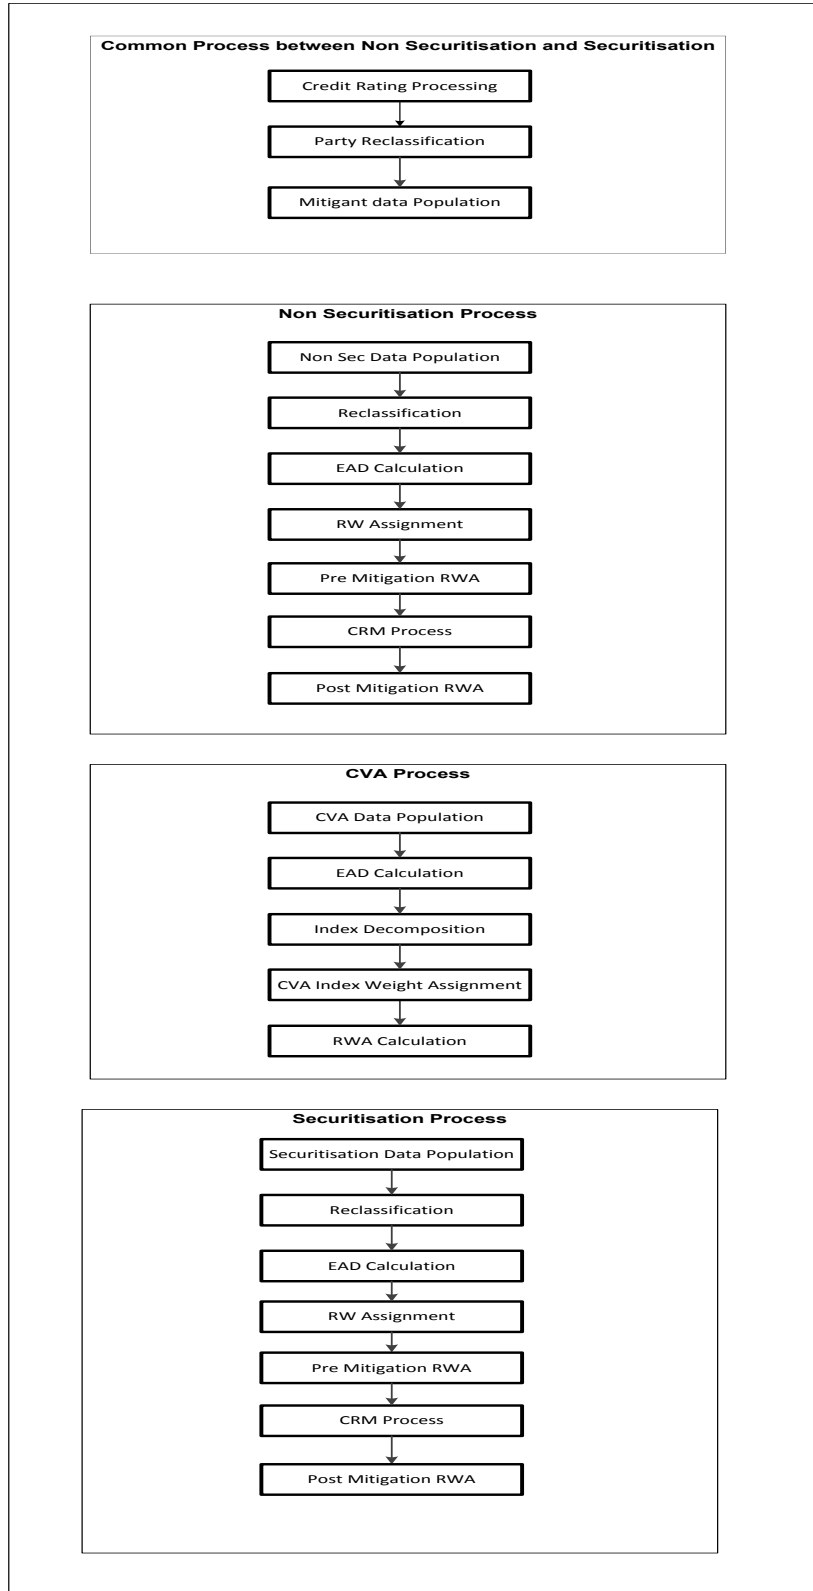 Common Process between Non Securitisation and Securitisation
Credit Rating Processing
Party Reclassification
Mitigant data Population
Non Securitisation Process
Non Sec Data Population
Reclassification
EAD Calculation
RW Assignment
Pre Mitigation RWA
CRM Process
Post Mitigation RWA
CVA Process
CVA Data Population
EAD Calculation
Index Decomposition
CVA Index Weight Assignment
RWA Calculation
Securitisation Process
Securitisation Data Population
Reclassification
EAD Calculation
RW Assignment
Pre Mitigation RWA
CRM Process
Post Mitigation RWA